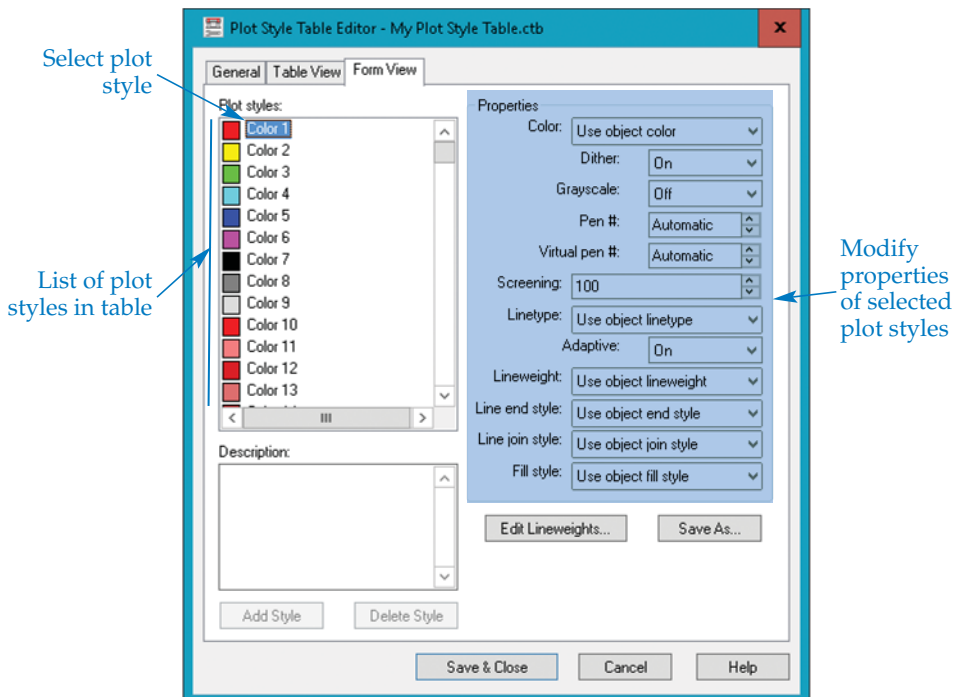 Plot Style Table Editor - My Plot Style Table.ctb
x
General
Table View
Form View
Select plot
style
Plot styles:
Color 1
Color 2
Color 3
Color 4
Color 5
Color 6
Color 7
Color 8
Color 9
Color 10
Color 11
Color 12
Color 13
List of plot
styles in table
Description:
Add Style
Delete Style
Properties
Color: Use object color
Dither: On
Grayscale: Off
Pen #: Automatic
Virtual pen #: Automatic
Screening: 100
Linetype: Use object linetype
Adaptive: On
Lineweight: Use object lineweight
Line end style: Use object end style
Line join style: Use object join style
Fill style: Use object fill style
Modify
properties
of selected
plot styles
Edit Lineweights...
Save As...
Save & Close
Cancel
Help